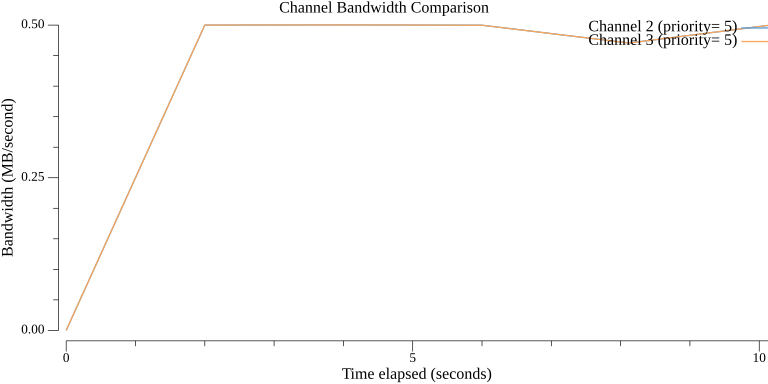 Channel Bandwidth Comparison
0.50
Channel 2 (priority= 5)
Channel 3 (priority= 5)
Bandwidth (MB/second)
0.25
0.00
0
5
10
Time elapsed (seconds)